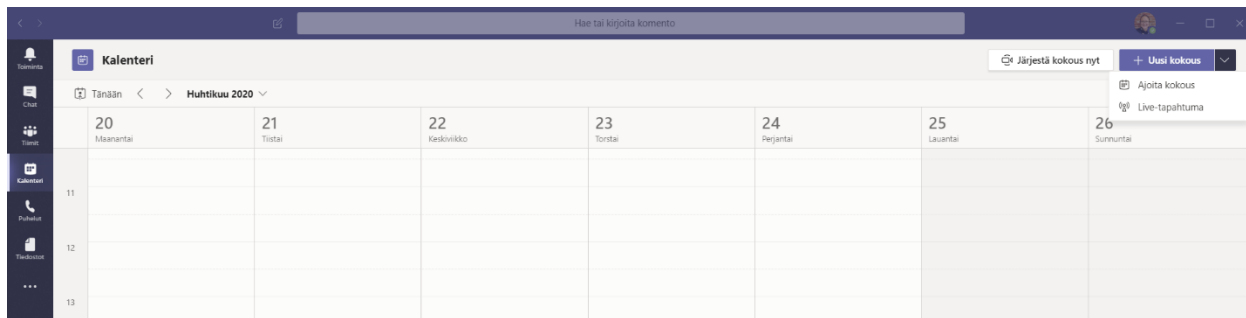 Hae tai kirjoita komento
Toiminta
Chat
Tiimit
Kalenteri
Puhelut
Tiedostot
Kalenteri
Järjestä kokous nyt
+ Uusi kokous
Ajoita kokous
Live-tapahtuma
Tänään < > Huhtikuu 2020
20 Maanantai
21 Tiistai
22 Keskiviikko
23 Torstai
24 Perjantai
25 Lauantai
26 Sunnuntai
11
12
13